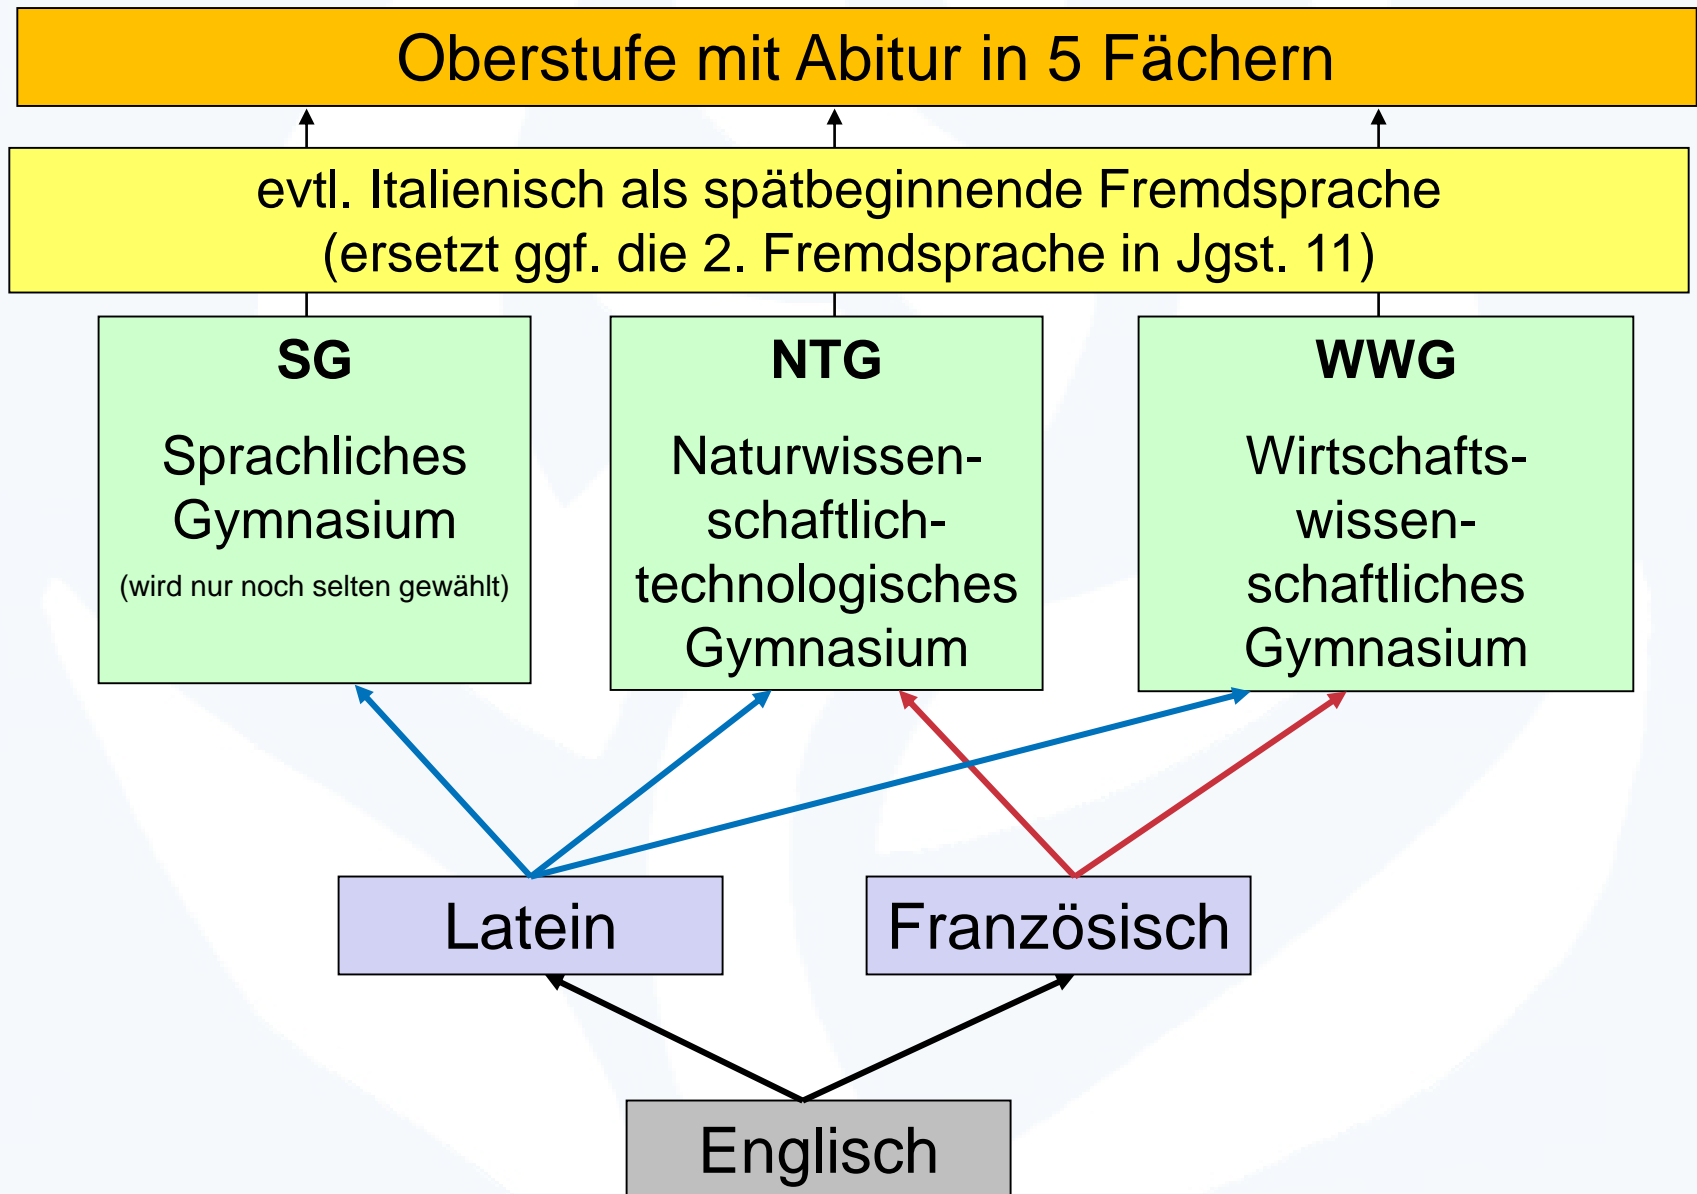 Oberstufe mit Abitur in 5 Fächern
evtl. Italienisch als spätbeginnende Fremdsprache
(ersetzt ggf. die 2. Fremdsprache in Jgst. 11)
SG
Sprachliches
Gymnasium
(wird nur noch selten gewählt)
NTG
Naturwissen-
schaftlich-
technologisches
Gymnasium
WWG
Wirtschafts-
wissen-
schaftliches
Gymnasium
Latein
Französisch
Englisch